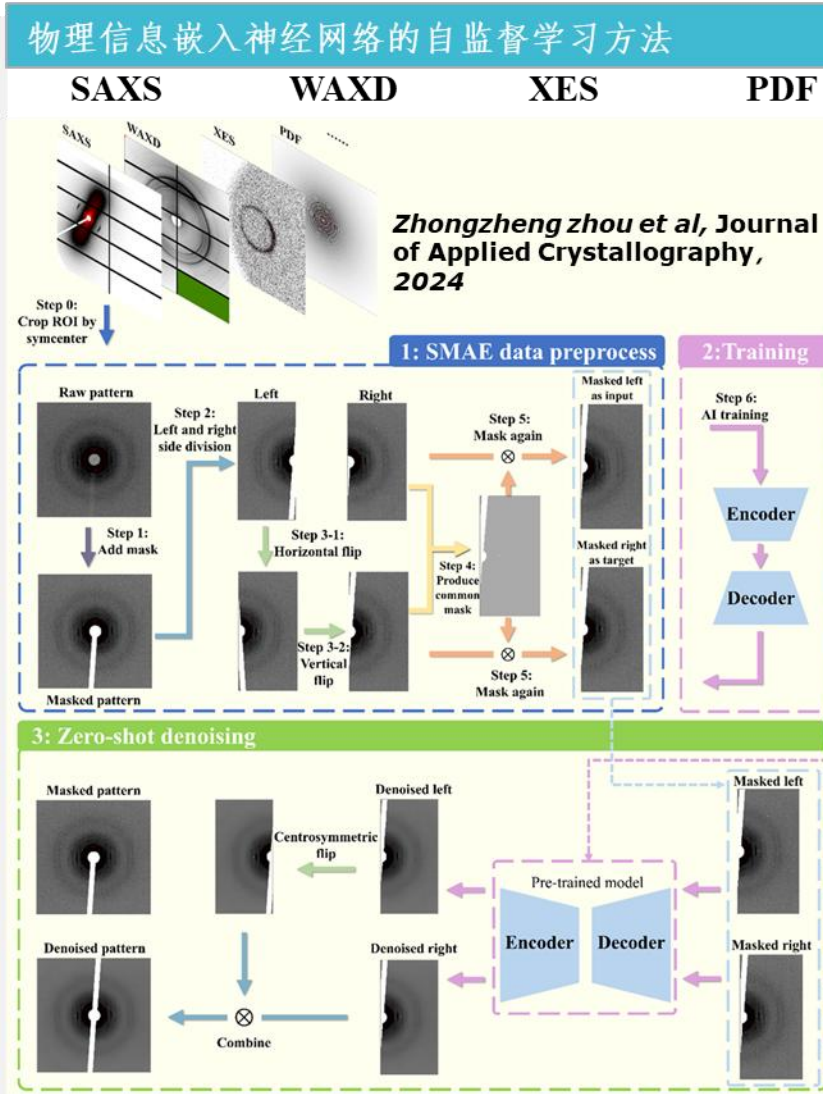 物理信息嵌入神经网络的自监督学习方法
SAXS WAXD XES PDF
SAXS
WAXD
XES
PDF
......
Zhongzheng zhou et al, Journal
of Applied Crystallography,
2024
Step 0:
Crop ROI by
symcenter
1: SMAE data preprocess
Raw pattern
Step 1:
Add mask
Masked pattern
Step 2:
Left and right
side division
Left
Right
Step 3-1:
Horizontal flip
Step 3-2:
Vertical
flip
Step 4:
Produce
common
mask
Step 5:
Mask again
Step 5:
Mask again
Masked left
as input
Masked right
as target
2:Training
Step 6:
AI training
Encoder
Decoder
3: Zero-shot denoising
Masked pattern
Centrosymmetric
flip
Denoised left
Pre-trained model
Encoder
Decoder
Masked left
Denoised pattern
Combine
Denoised right
Masked right